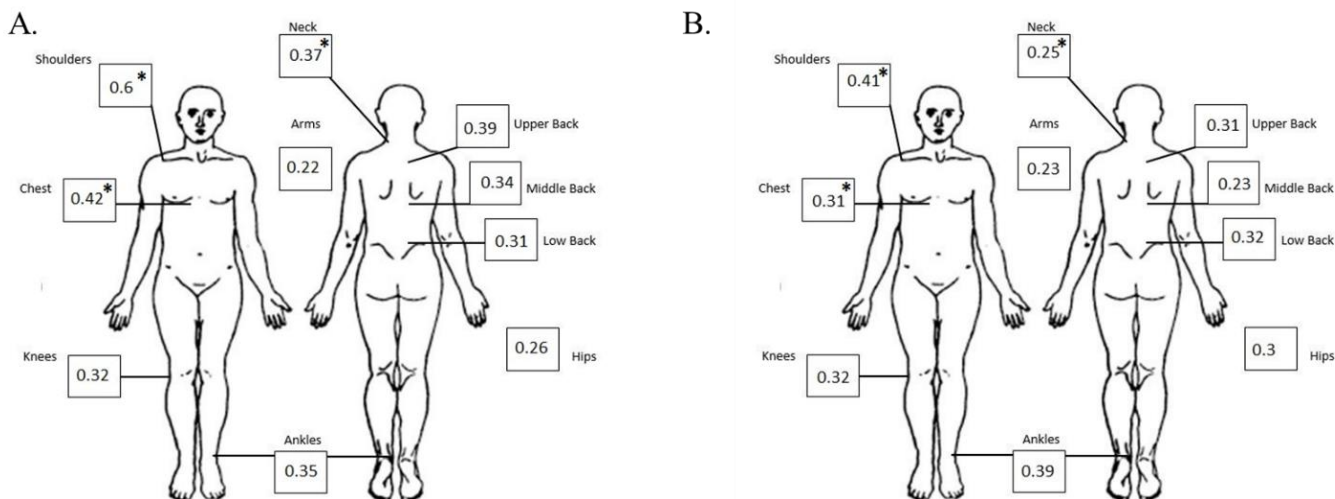 A.
Neck
0.37*
Shoulders
0.6*
Arms
0.22
0.39 Upper Back
Chest 0.42*
0.34 Middle Back
0.31 Low Back
Knees 0.32
0.26 Hips
Ankles
0.35
B.
Neck
0.25*
Shoulders
0.41*
Arms
0.23
0.31 Upper Back
Chest 0.31*
0.23 Middle Back
0.32 Low Back
Knees 0.32
0.3 Hips
Ankles
0.39